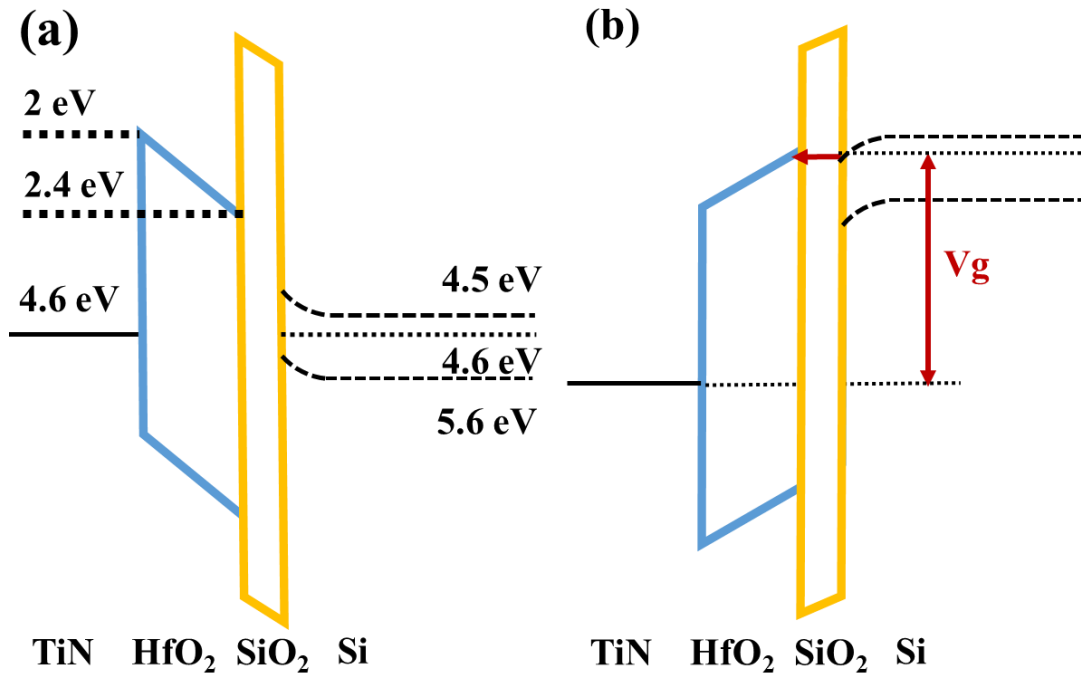 (a)
2 eV
2.4 eV
4.6 eV
4.5 eV
4.6 eV
5.6 eV
TiN HfO₂ SiO₂ Si
(b)
Vg
TiN HfO₂ SiO₂ Si